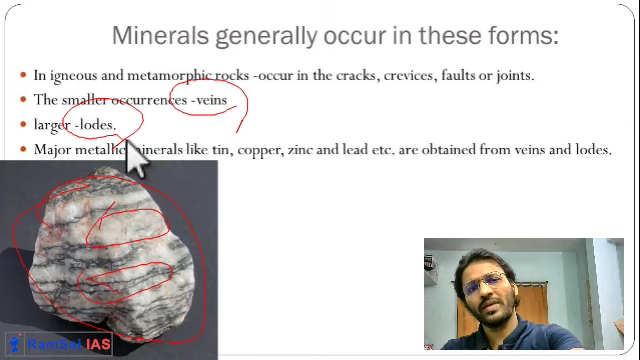 Minerals generally occur in these forms:
In igneous and metamorphic rocks -occur in the cracks, crevices, faults or joints.
The smaller occurrences -veins
larger -lodes.
Major metallic minerals like tin, copper, zinc and lead etc. are obtained from veins and lodes.
RamSai IAS